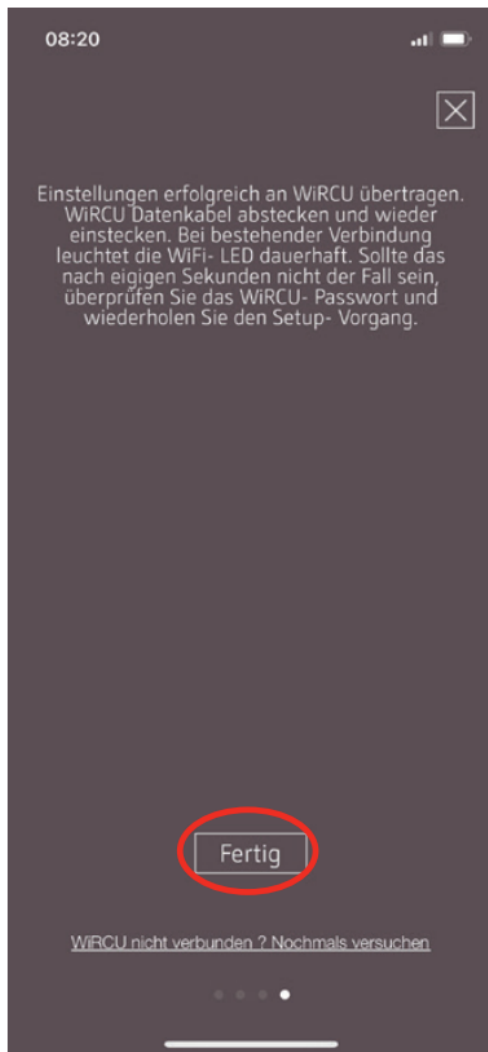 08:20
Einstellungen erfolgreich an WiRCU übertragen.
WiRCU Datenkabel abstecken und wieder
einstecken. Bei bestehender Verbindung
leuchtet die WiFi- LED dauerhaft. Sollte das
nach eigigen Sekunden nicht der Fall sein,
überprüfen Sie das WiRCU- Passwort und
wiederholen Sie den Setup- Vorgang.
Fertig
WiRCU nicht verbunden ? Nochmals versuchen